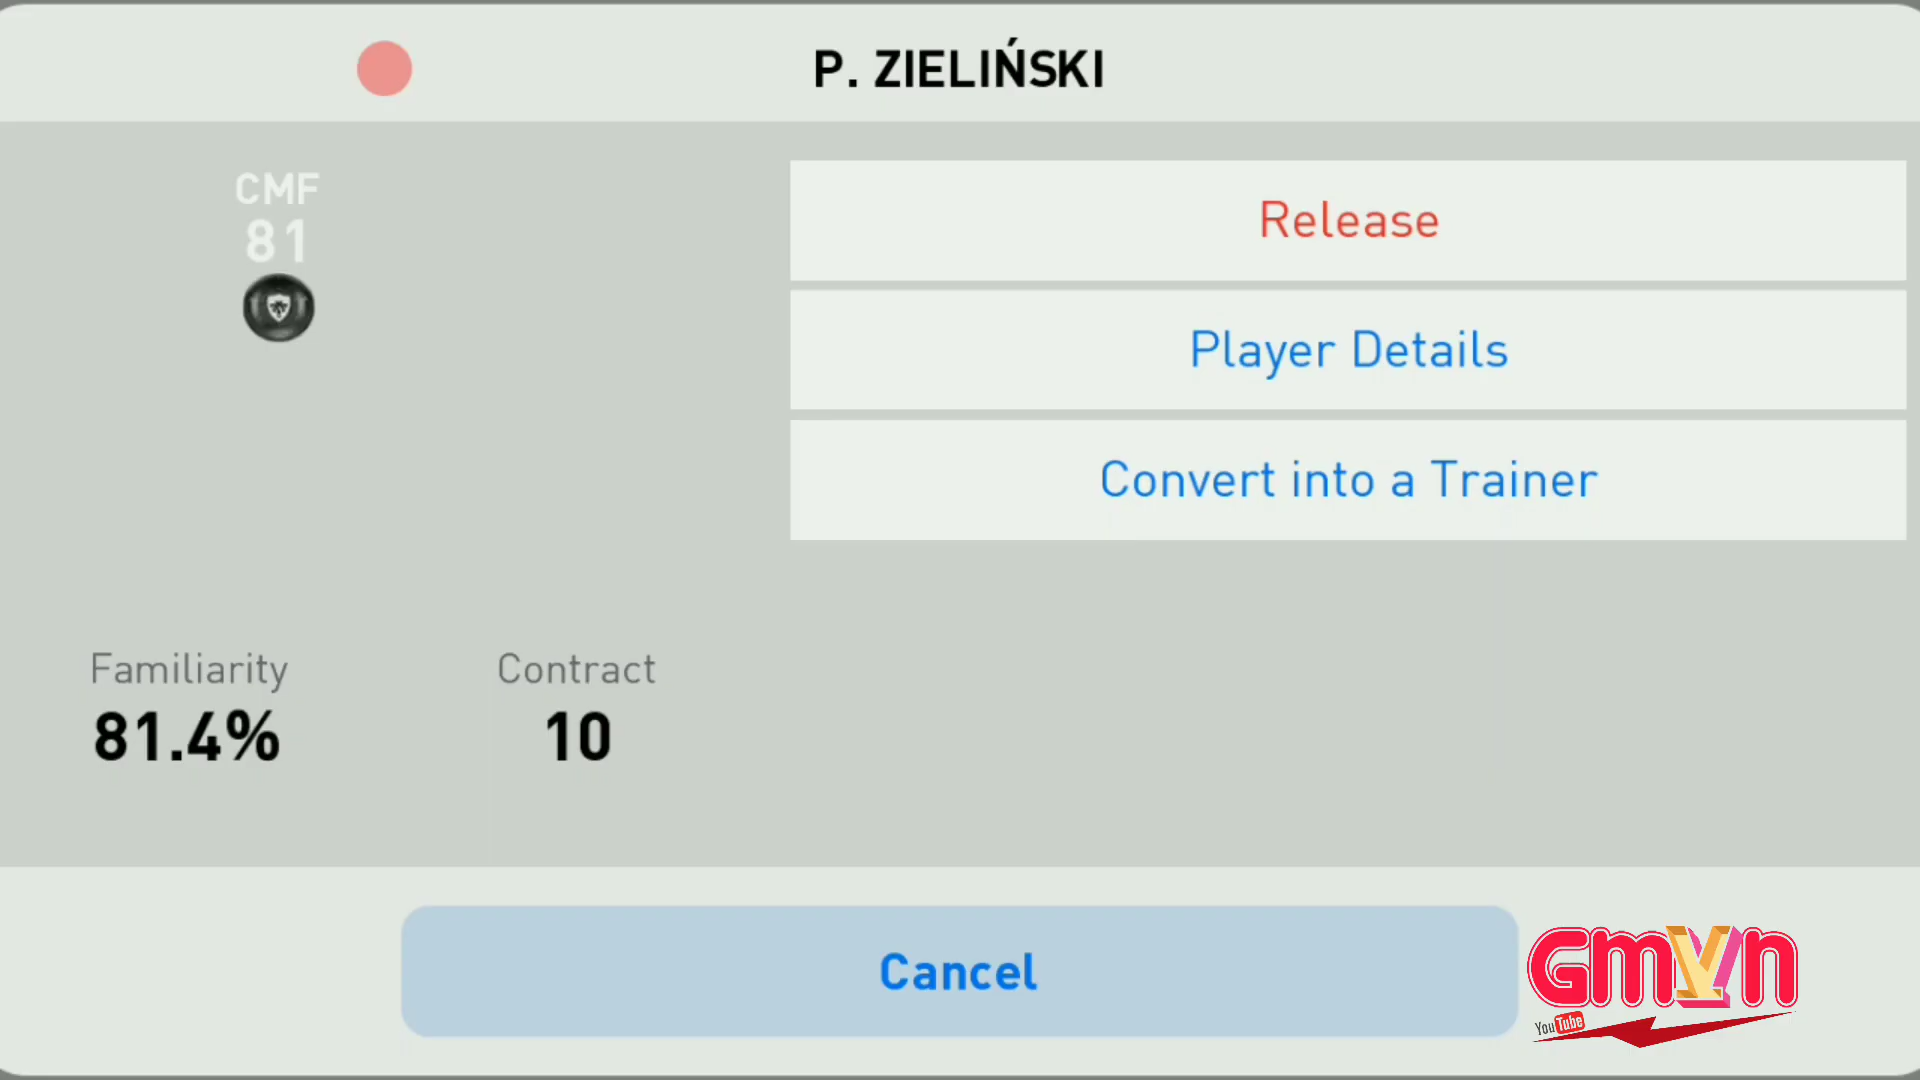 P. ZIELIŃSKI
CMF
81
Release
Player Details
Convert into a Trainer
Familiarity
81.4%
Contract
10
Cancel
Gmvn
YouTube